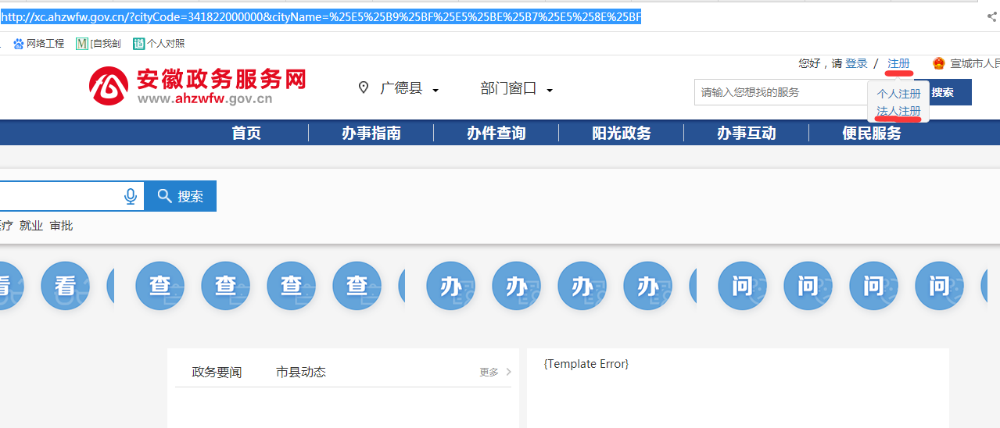 http://xc.ahzwfw.gov.cn/?cityCode=341822000000&cityName=%25E5%25B9%25BF%25E5%25BE%25B7%25E5%258E%25BF
网络工程 M [自我剖 道 个人对照
您好，请 登录 / 注册 宣城市人民
安徽政务服务网
www.ahzwfw.gov.cn
广德县 部门窗口
请输入您想找的服务 搜索
个人注册
法人注册
首页 办事指南 办件查询 阳光政务 办事互动 便民服务
搜索
医疗 就业 审批
看 看 查 查 查 查 办 办 办 办 问 问 问 问
政务要闻 市县动态 更多
{Template Error}